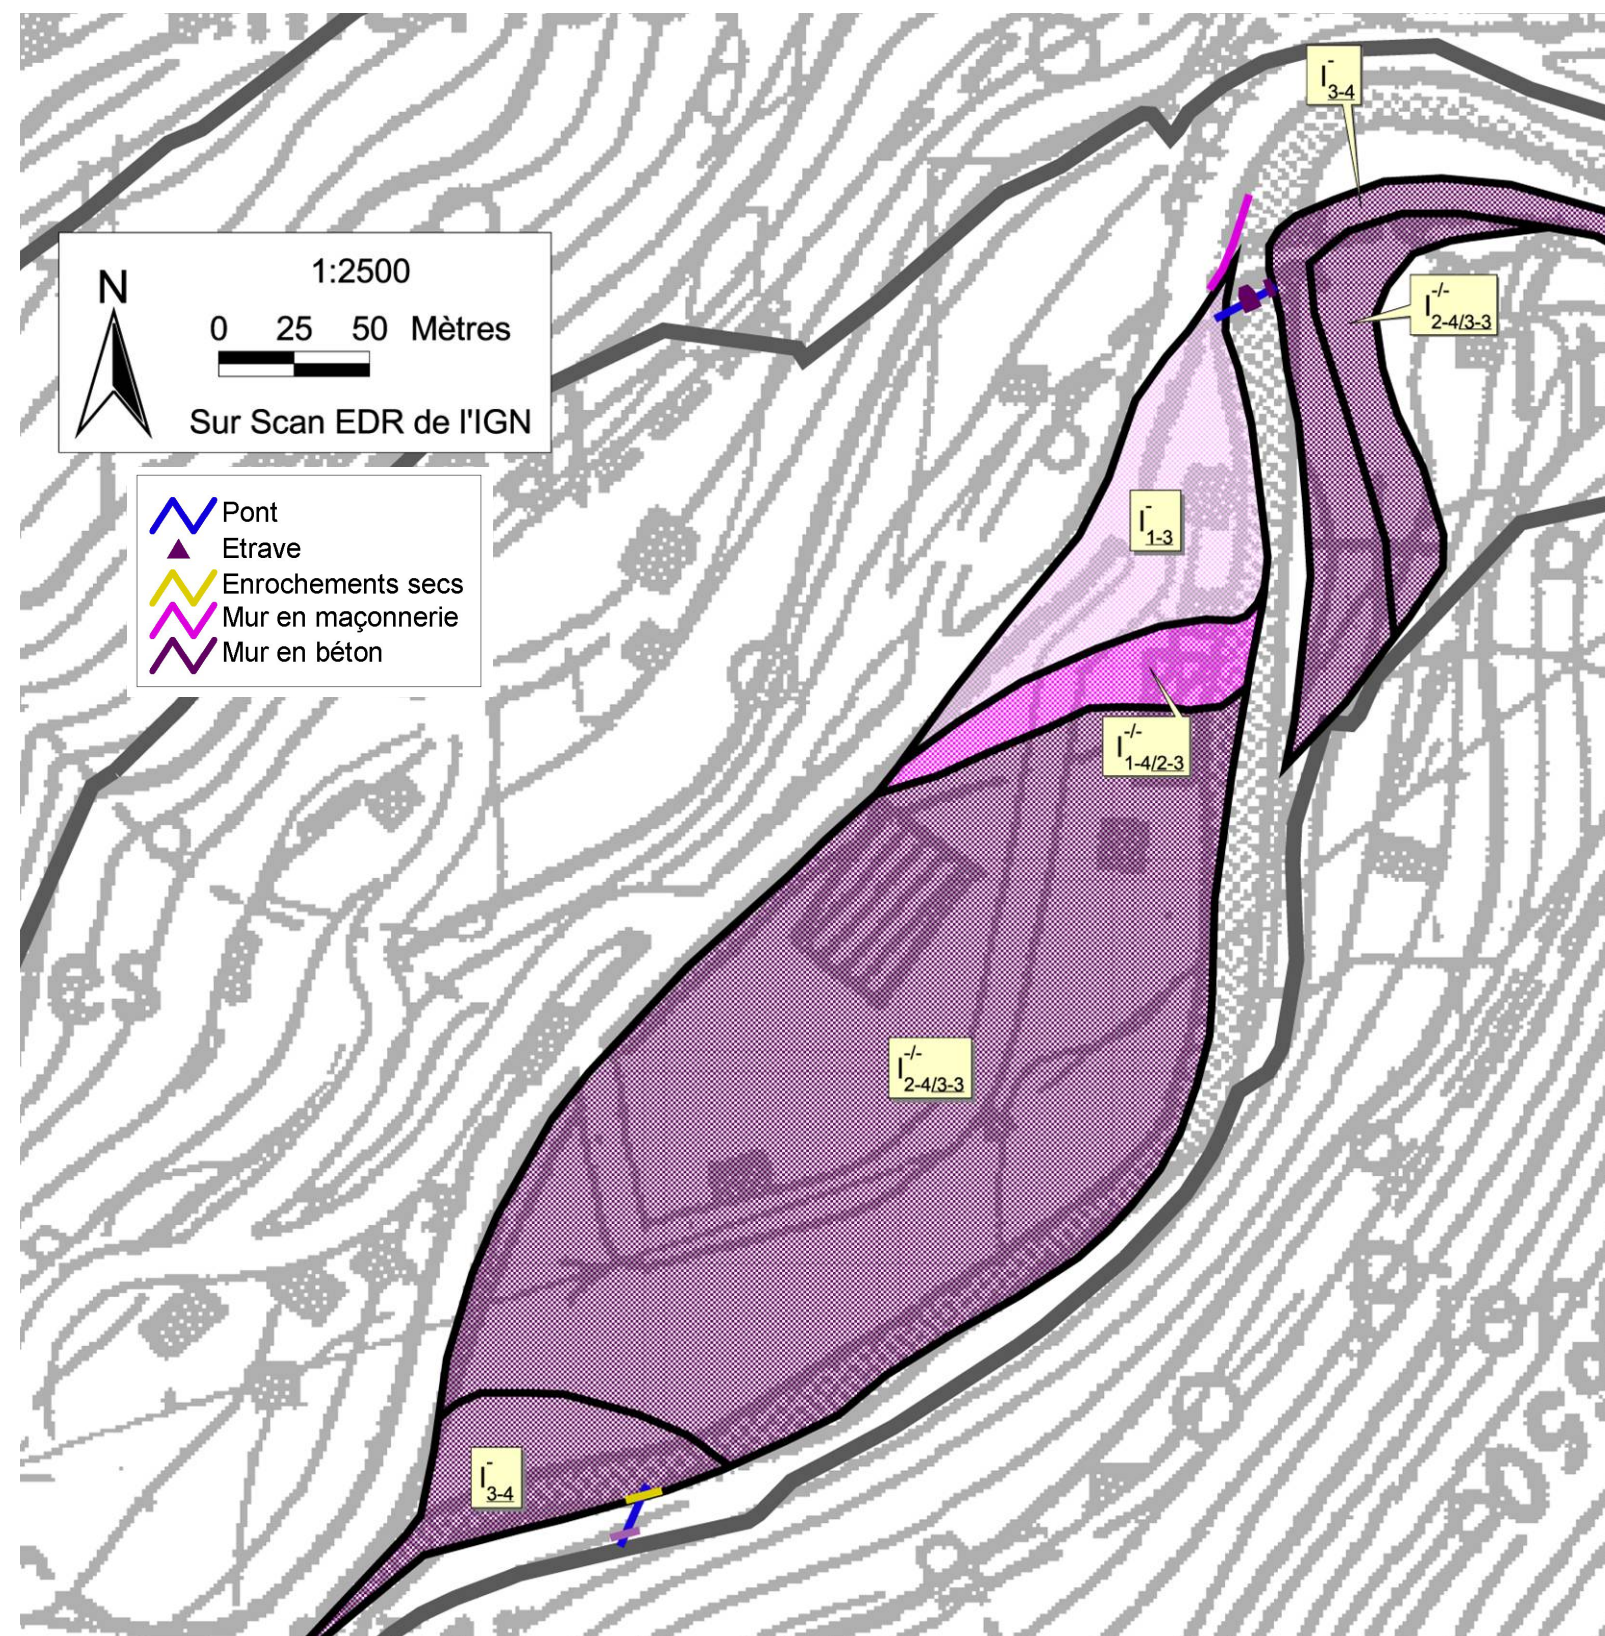 I - 3-4
I -/- 2-4/3-3
N
1:2500
0 25 50 Mètres
Sur Scan EDR de l'IGN
Pont
Etrave
Enrochements secs
Mur en maçonnerie
Mur en béton
I - 1-3
I -/- 1-4/2-3
I -/- 2-4/3-3
I - 3-4